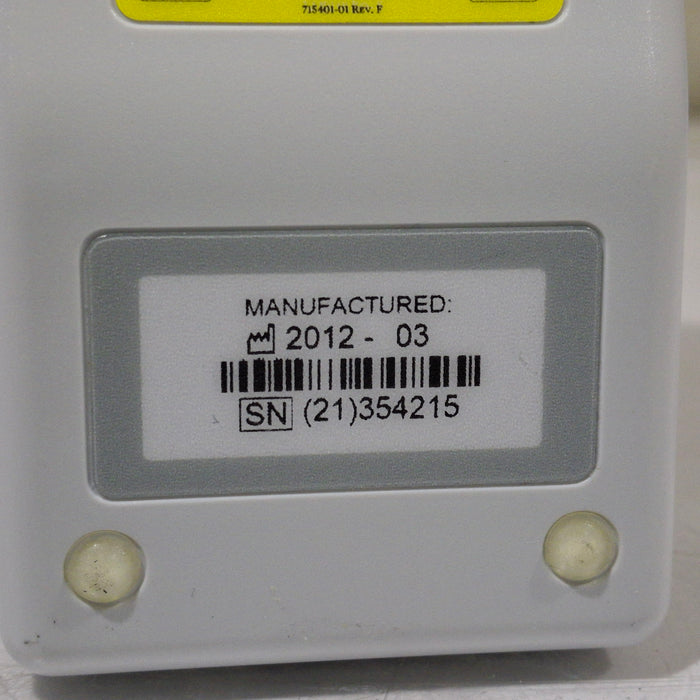 715401-01 REV. F
MANUFACTURED:
2012 - 03
SN (21)354215